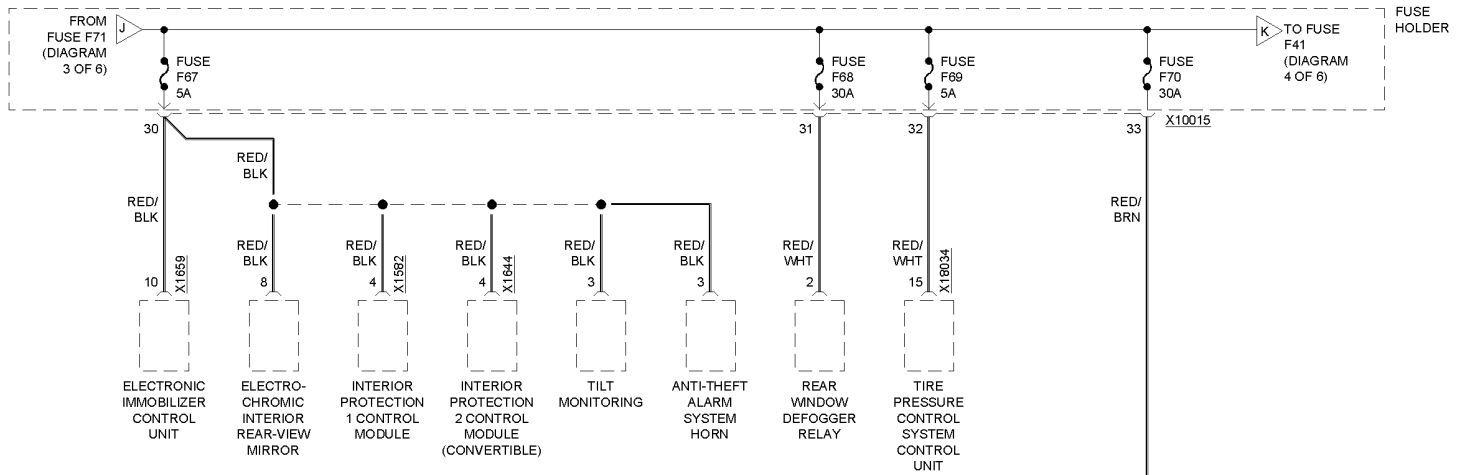 FROM
FUSE F71
(DIAGRAM
3 OF 6)
J
FUSE
F67
5A
FUSE
F68
30A
FUSE
F69
5A
FUSE
F70
30A
K
TO FUSE
F41
(DIAGRAM
4 OF 6)
FUSE
HOLDER
30
31
32
33
X10015
RED/
BLK
RED/
BLK
RED/
BRN
RED/
BLK
RED/
BLK
RED/
BLK
RED/
BLK
RED/
BLK
RED/
WHT
RED/
WHT
10
X1659
8
4
X1582
4
X1644
3
3
2
15
X18034
ELECTRONIC
IMMOBILIZER
CONTROL
UNIT
ELECTRO-
CHROMIC
INTERIOR
REAR-VIEW
MIRROR
INTERIOR
PROTECTION
1 CONTROL
MODULE
INTERIOR
PROTECTION
2 CONTROL
MODULE
(CONVERTIBLE)
TILT
MONITORING
ANTI-THEFT
ALARM
SYSTEM
HORN
REAR
WINDOW
DEFOGGER
RELAY
TIRE
PRESSURE
CONTROL
SYSTEM
CONTROL
UNIT